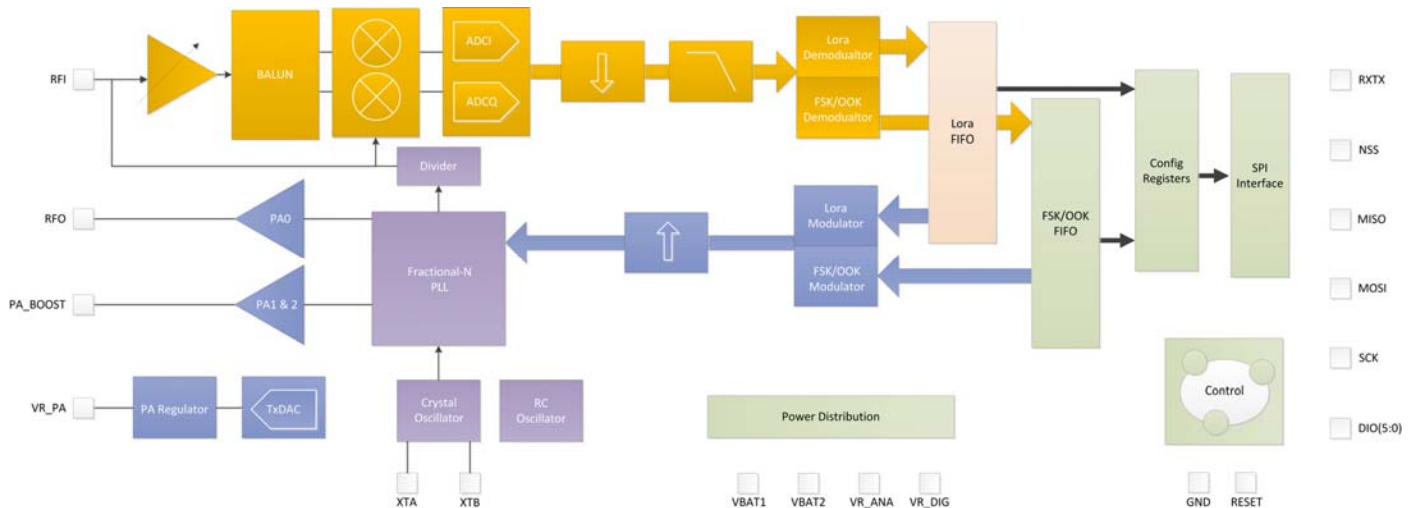 RFI
BALUN
ADCI
ADCQ
Lora
Demodualtor
FSK/OOK
Demodualtor
Lora
FIFO
Config
Registers
SPI
Interface
RXTX
NSS
MISO
MOSI
SCK
DIO(5:0)
Divider
RFO
PA0
Fractional-N
PLL
Lora
Modulator
FSK/OOK
Modulator
FSK/OOK
FIFO
PA_BOOST
PA1 & 2
VR_PA
PA Regulator
TxDAC
Crystal
Oscillator
RC
Oscillator
Power Distribution
Control
XTA
XTB
VBAT1
VBAT2
VR_ANA
VR_DIG
GND
RESET